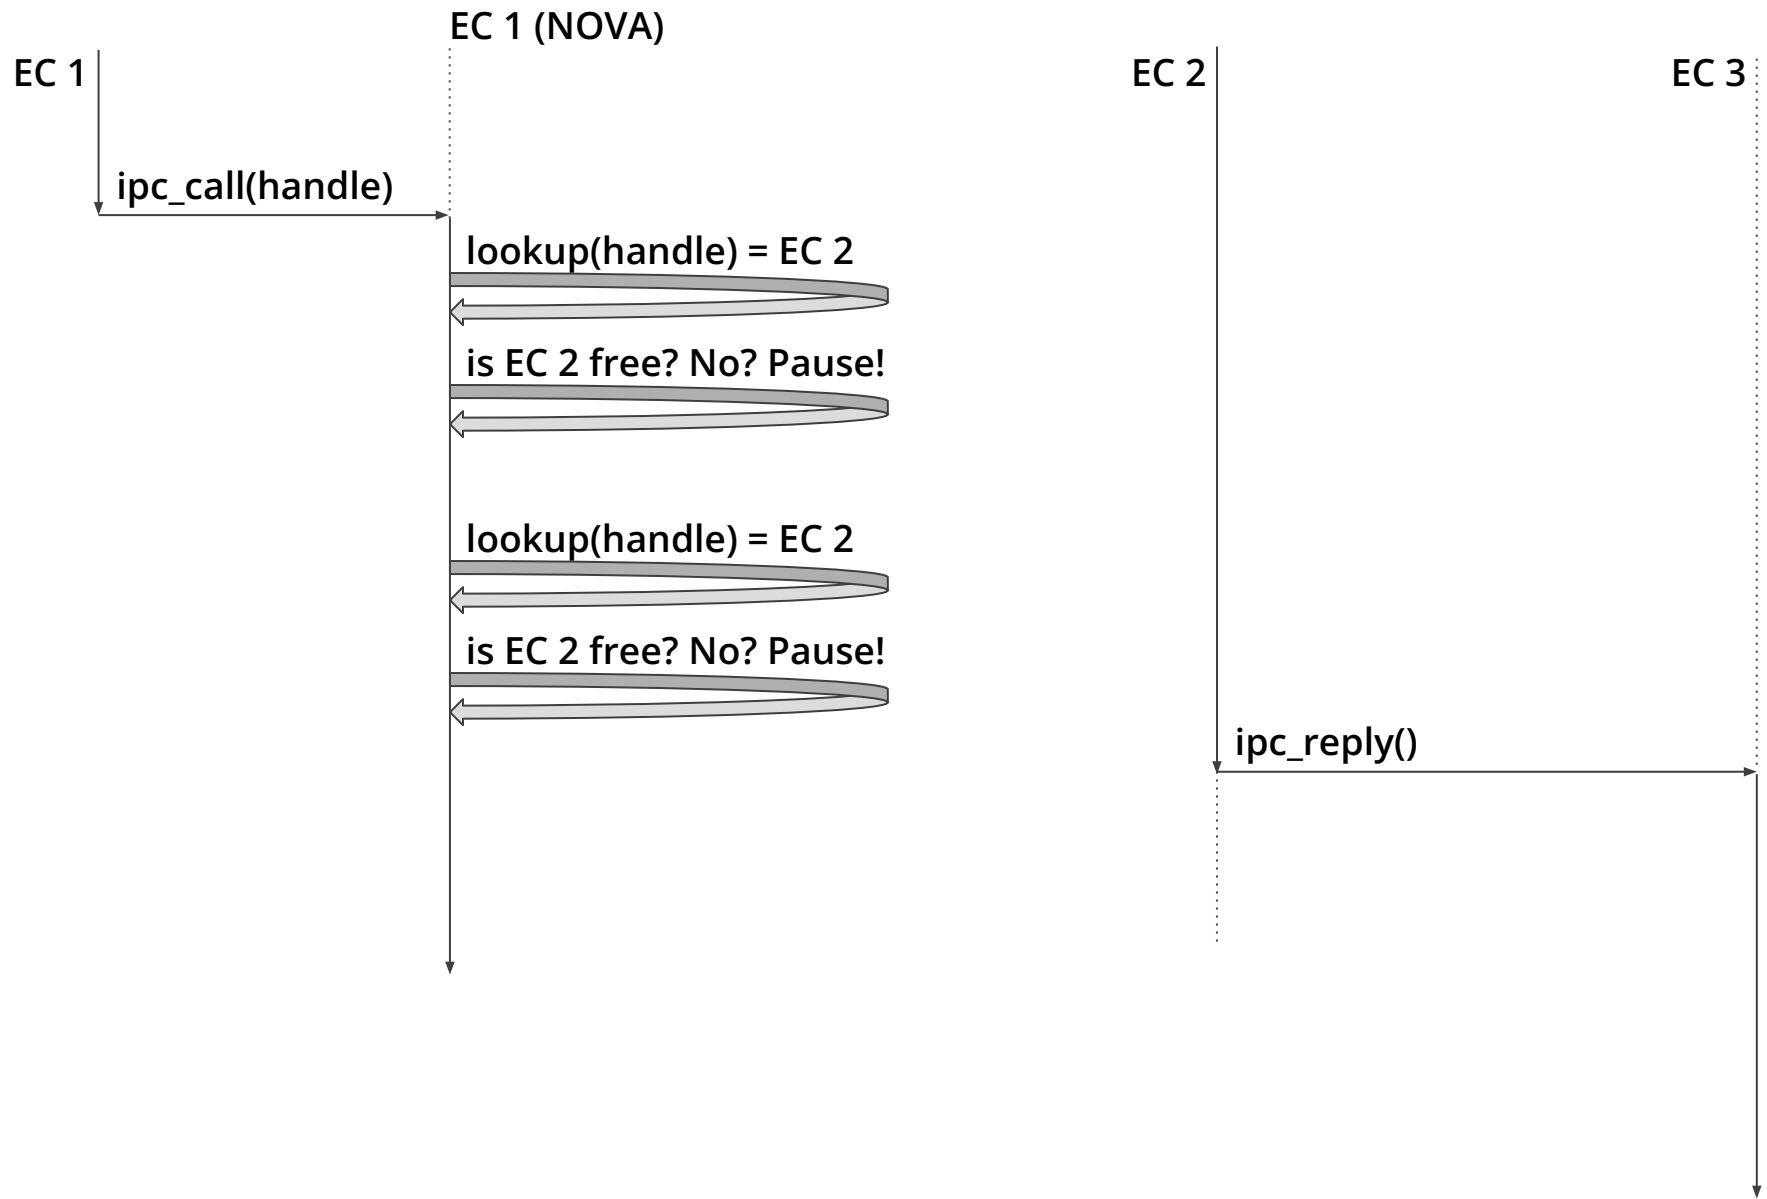 EC 1 (NOVA)
EC 1
EC 2
EC 3
ipc_call(handle)
lookup(handle) = EC 2
is EC 2 free? No? Pause!
lookup(handle) = EC 2
is EC 2 free? No? Pause!
ipc_reply()